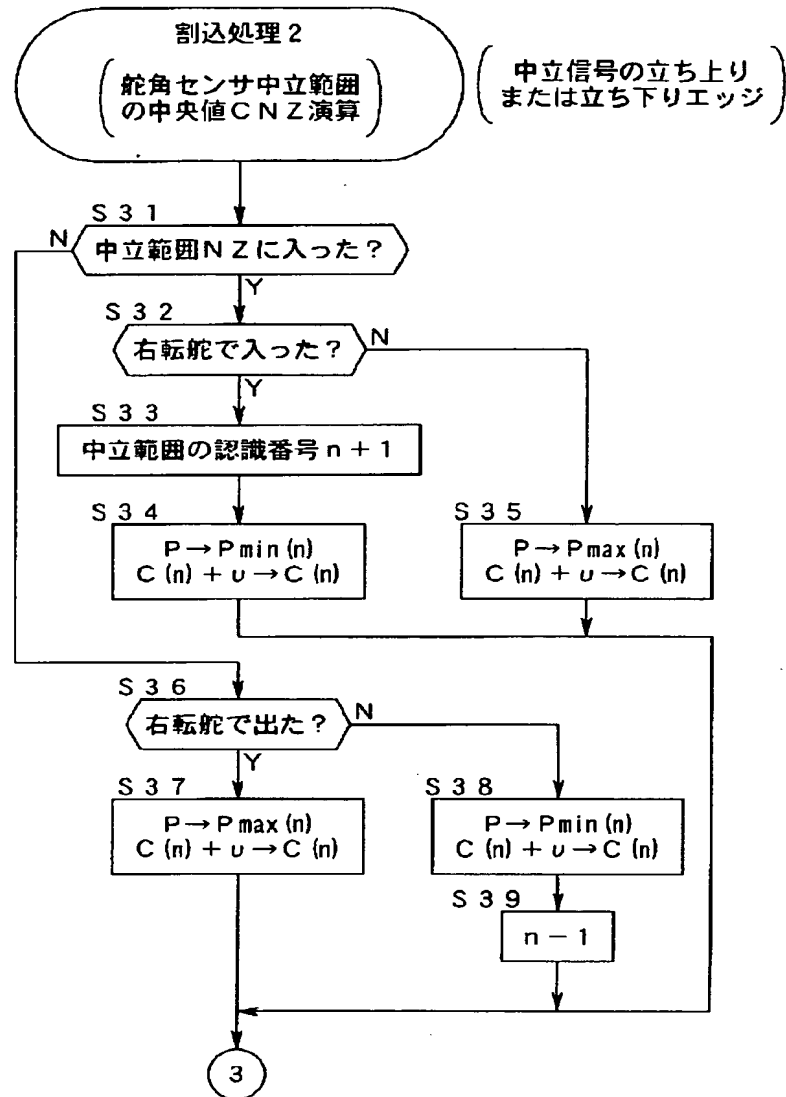 割込処理2
舵角センサ中立範囲
の中央値CNZ演算
中立信号の立ち上り
または立ち下りエッジ
S31
N
中立範囲NZに入った?
Y
S32
右転舵で入った?
N
Y
S33
中立範囲の認識番号n+1
S34
P→Pmin(n)
C(n)+υ→C(n)
S35
P→Pmax(n)
C(n)+υ→C(n)
S36
右転舵で出た?
N
Y
S37
P→Pmax(n)
C(n)+υ→C(n)
S38
P→Pmin(n)
C(n)+υ→C(n)
S39
n-1
3